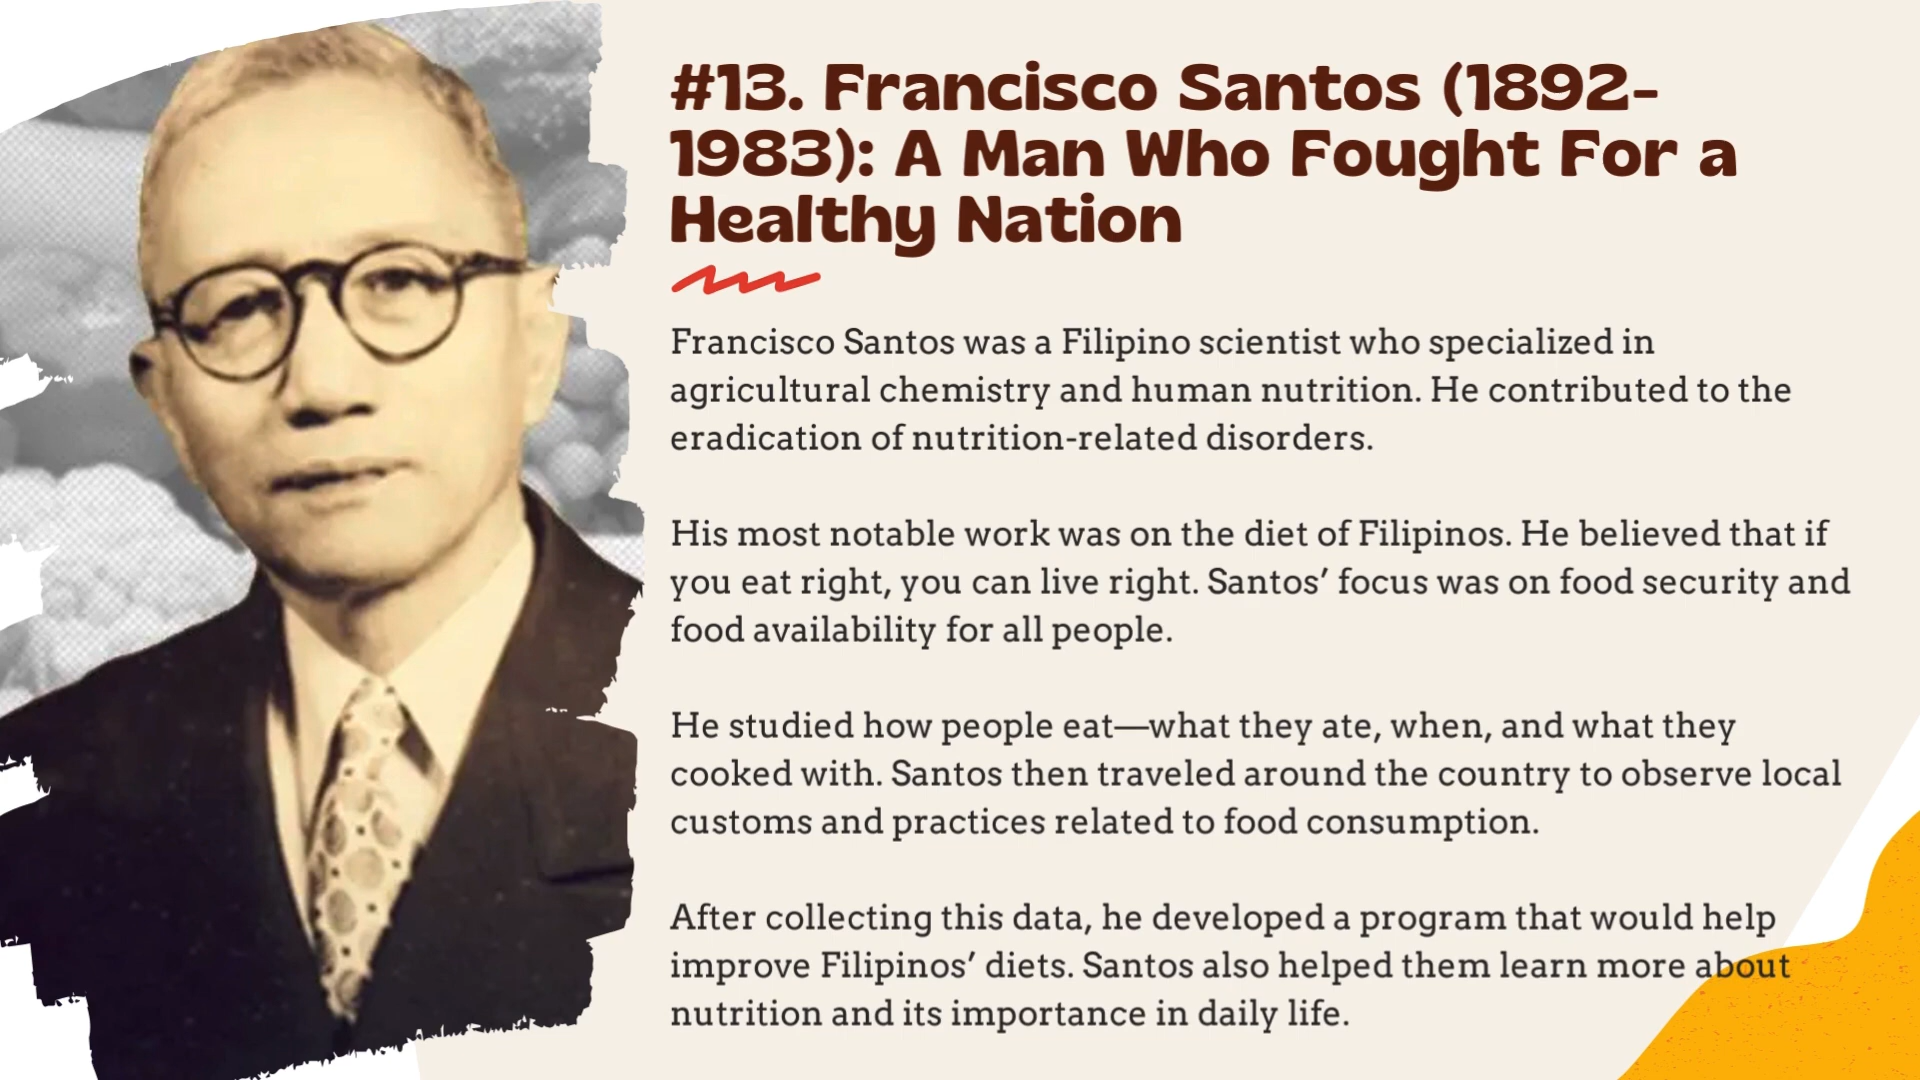 #13. Francisco Santos (1892-
1983): A Man Who Fought For a
Healthy Nation
Francisco Santos was a Filipino scientist who specialized in
agricultural chemistry and human nutrition. He contributed to the
eradication of nutrition-related disorders.
His most notable work was on the diet of Filipinos. He believed that if
you eat right, you can live right. Santos’ focus was on food security and
food availability for all people.
He studied how people eat—what they ate, when, and what they
cooked with. Santos then traveled around the country to observe local
customs and practices related to food consumption.
After collecting this data, he developed a program that would help
improve Filipinos’ diets. Santos also helped them learn more about
nutrition and its importance in daily life.